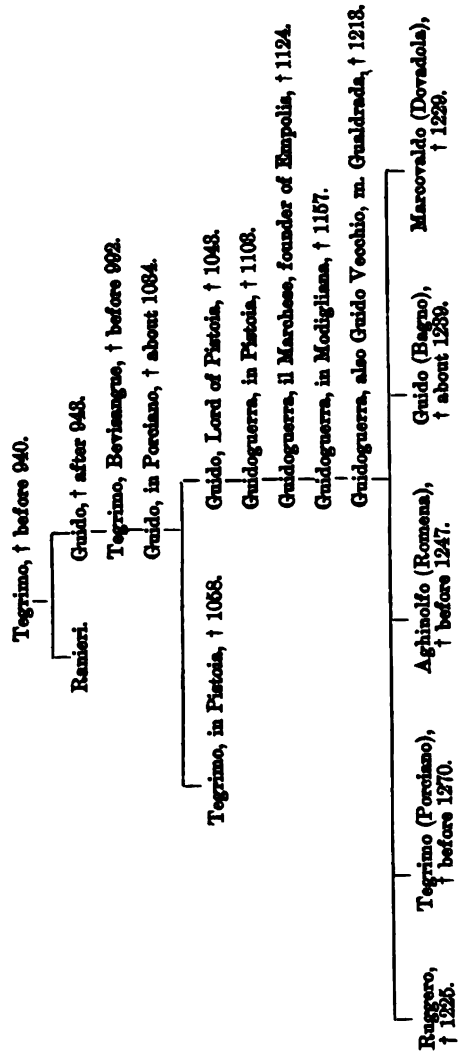 Tegrimo, † before 940.
Ranieri.
Guido, † after 943.
Tegrimo, Bevisangue, † before 992.
Guido, in Porciano, † about 1034.
Tegrimo, in Pistoia, † 1058.
Guido, Lord of Pistoia, † 1043.
Guidoguerra, in Pistoia, † 1103.
Guidoguerra, il Marchese, founder of Empolis, † 1124.
Guidoguerra, in Modigliana, † 1157.
Guidoguerra, also Guido Vecchio, m. Gualdrada, † 1213.
Ruggero,
† 1225.
Tegrimo (Porciano),
† before 1270.
Aghinolfo (Romena),
† before 1247.
Guido (Bagno),
† about 1239.
Marcovaldo (Dovadola),
† 1229.